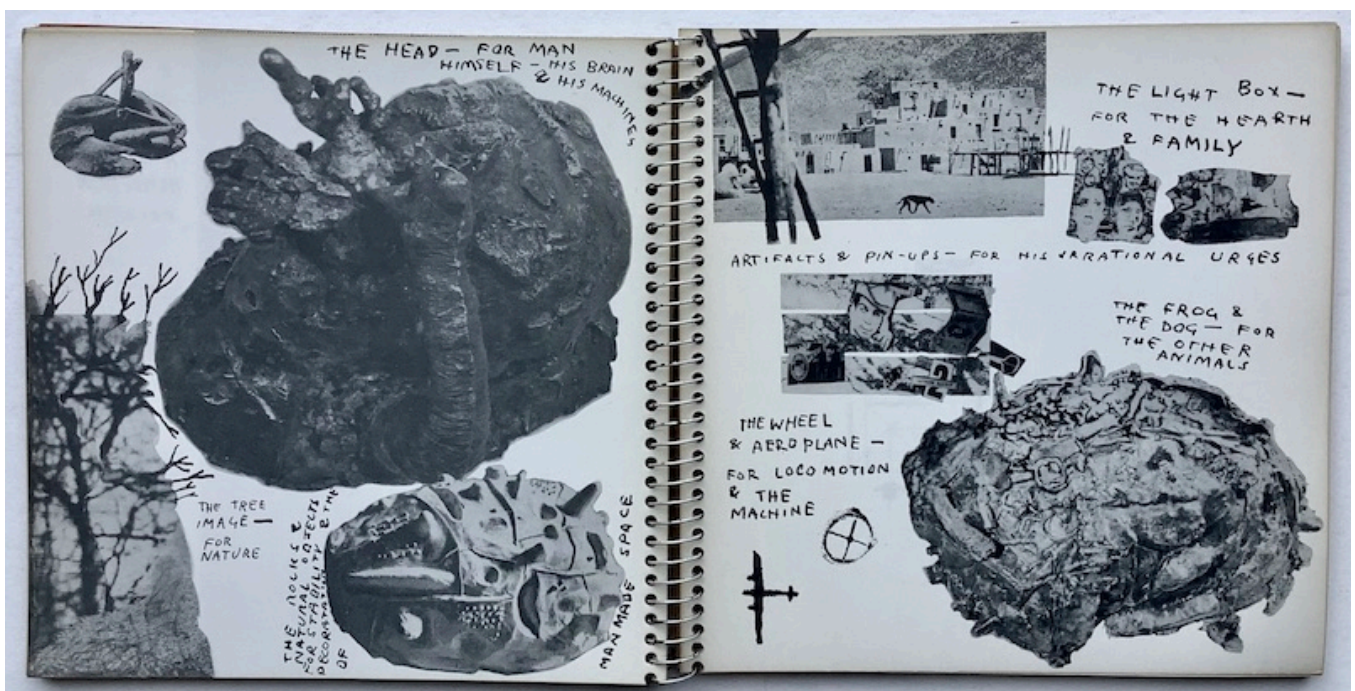 THE HEAD — FOR MAN
HIMSELF — HIS BRAIN
& HIS MACHINES
THE TREE
IMAGE —
FOR
NATURE
THE ROCKS &
NATURAL OBJECTS
FOR STABILITY & THE
DECORATION
OF
MAN MADE SPACE
THE LIGHT BOX —
FOR THE HEARTH
& FAMILY
ARTIFACTS & PIN-UPS — FOR HIS IRRATIONAL URGES
THE FROG &
THE DOG — FOR
THE OTHER
ANIMALS
THE WHEEL
& AEROPLANE —
FOR LOCOMOTION
& THE
MACHINE